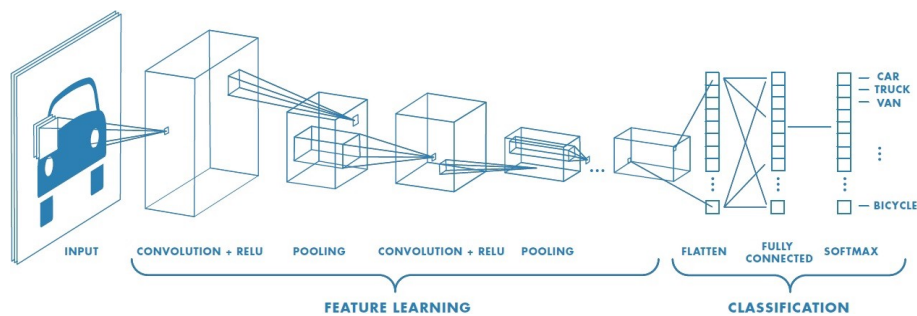 CAR
TRUCK
VAN
BICYCLE
INPUT
CONVOLUTION + RELU
POOLING
CONVOLUTION + RELU
POOLING
FLATTEN
FULLY
CONNECTED
SOFTMAX
FEATURE LEARNING
CLASSIFICATION